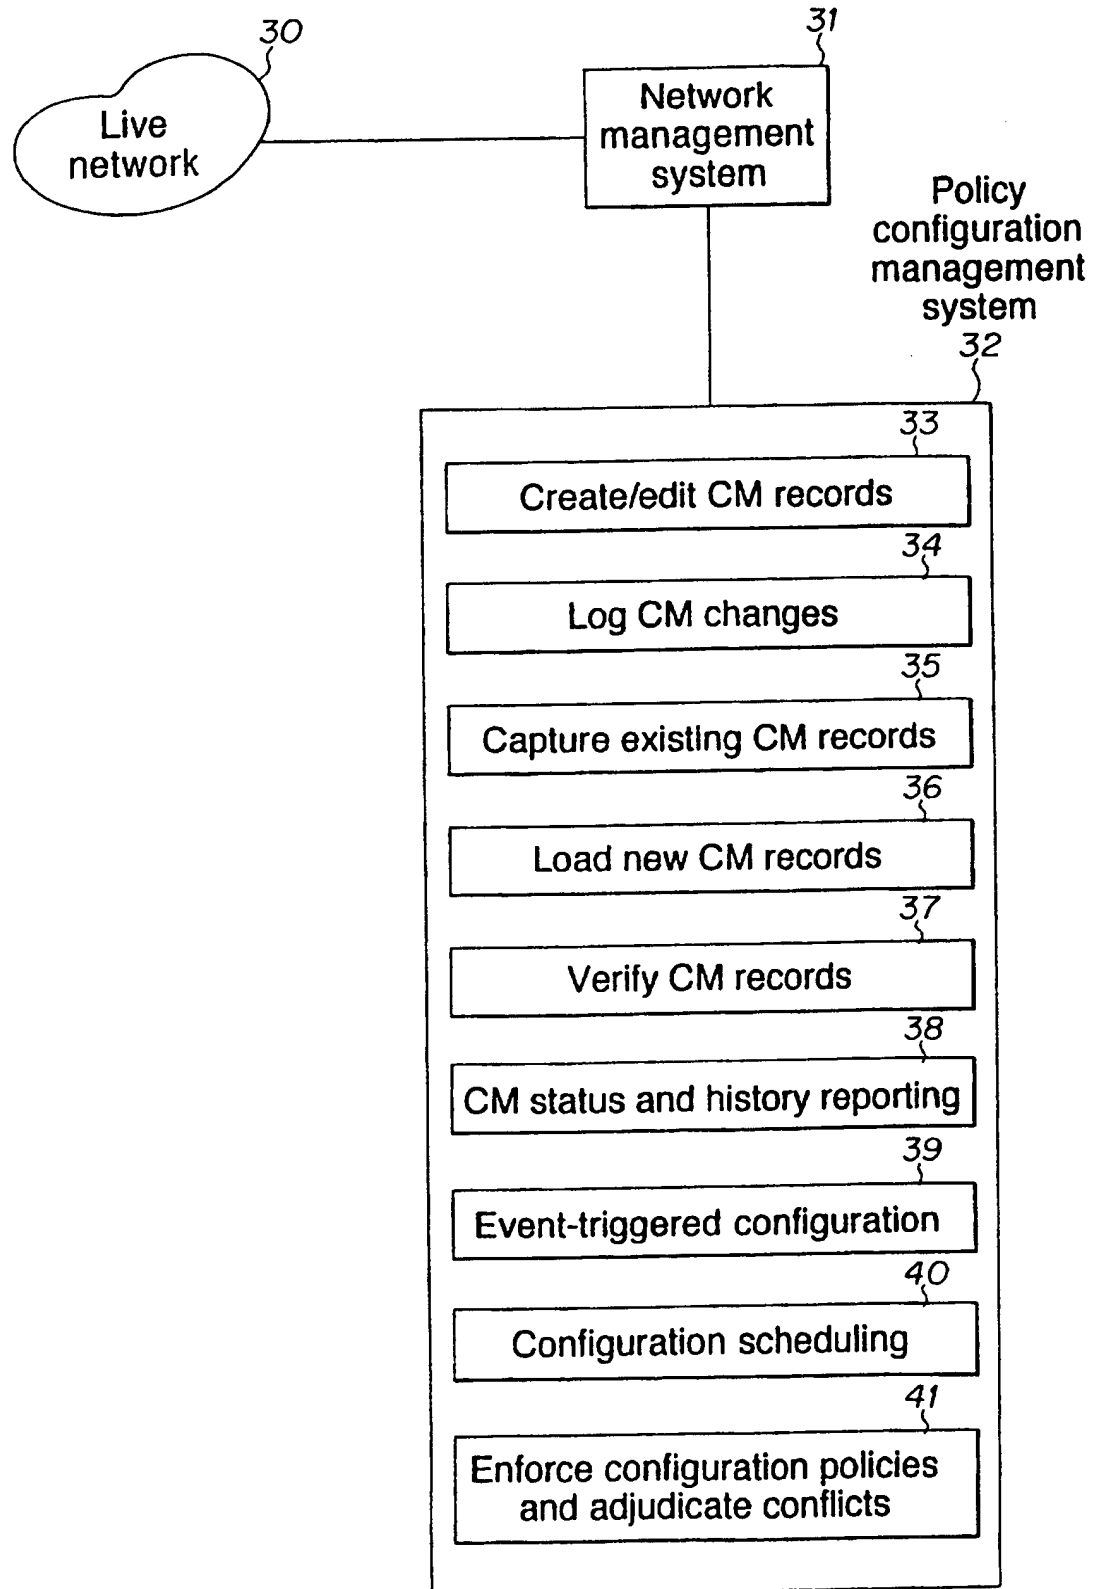 30
31
Live
network
Network
management
system
Policy
configuration
management
system
32
33
Create/edit CM records
34
Log CM changes
35
Capture existing CM records
36
Load new CM records
37
Verify CM records
38
CM status and history reporting
39
Event-triggered configuration
40
Configuration scheduling
41
Enforce configuration policies
and adjudicate conflicts